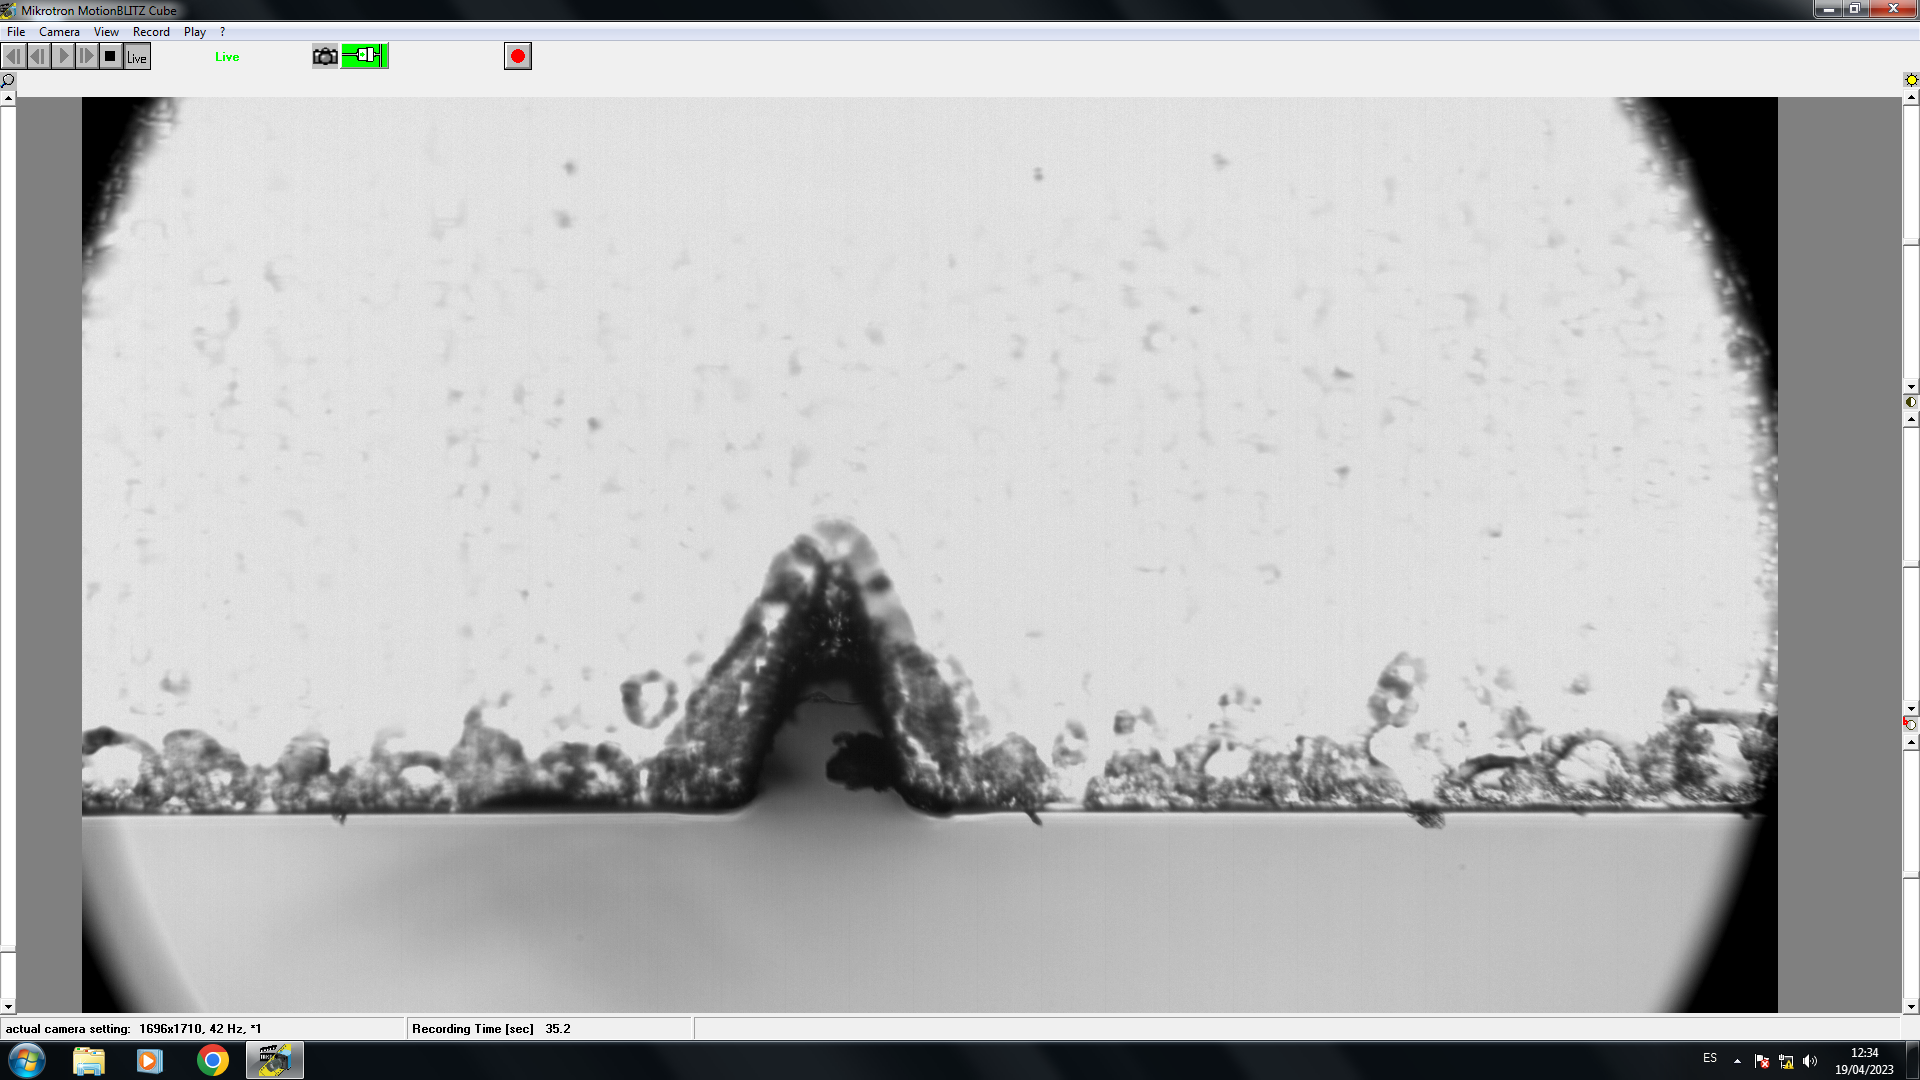 Mikrotron MotionBLITZ Cube
File Camera View Record Play ?
Live Live
actual camera setting: 1696x1710, 42 Hz, *1 Recording Time [sec] 35.2
ES 12:34
19/04/2023